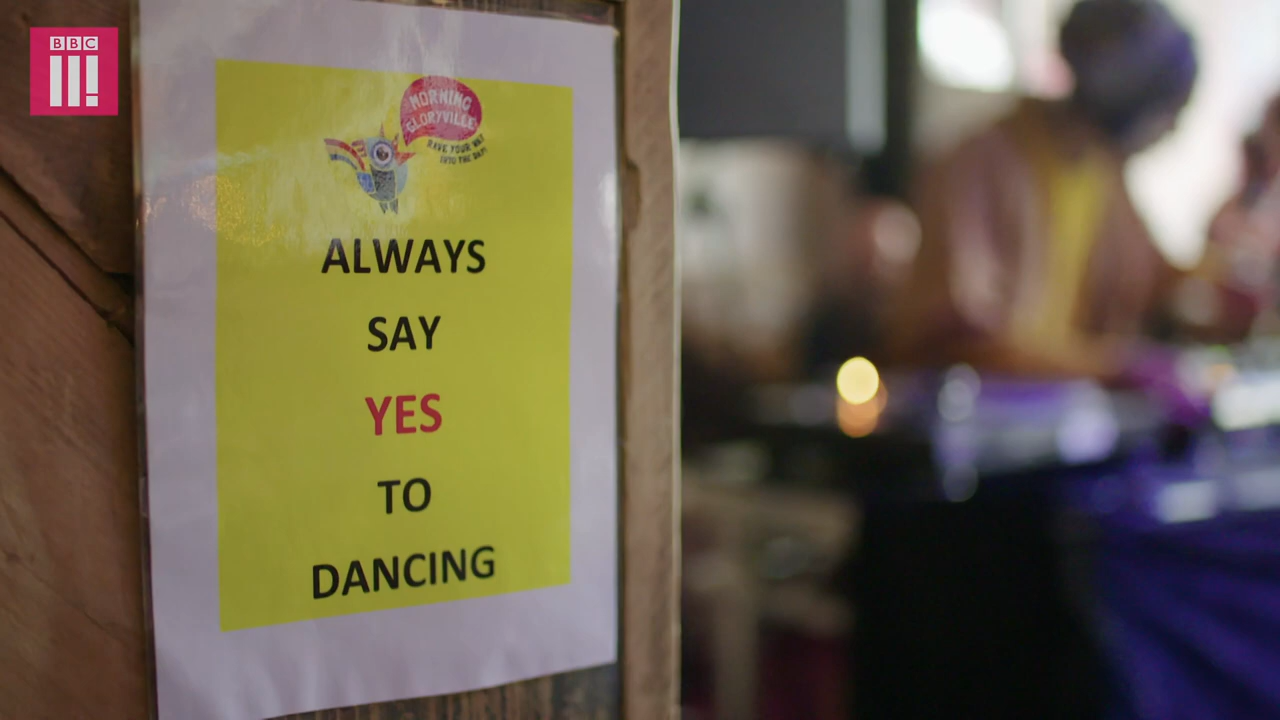 BBC
MORNING
GLORYVILLE
RAVE YOUR WAY
INTO THE DAY!
ALWAYS
SAY
YES
TO
DANCING